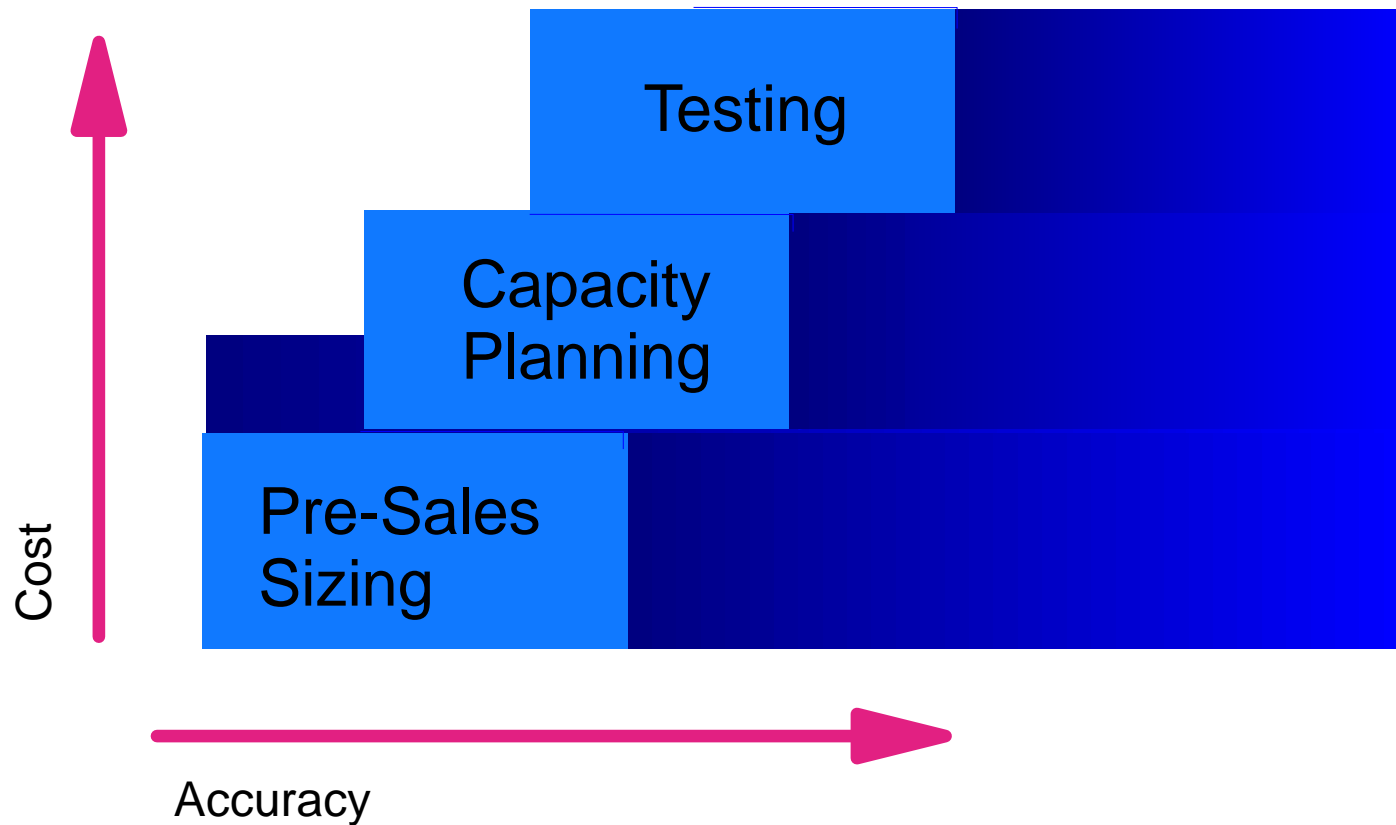 Testing
Capacity
Planning
Pre-Sales
Sizing
Cost
Accuracy